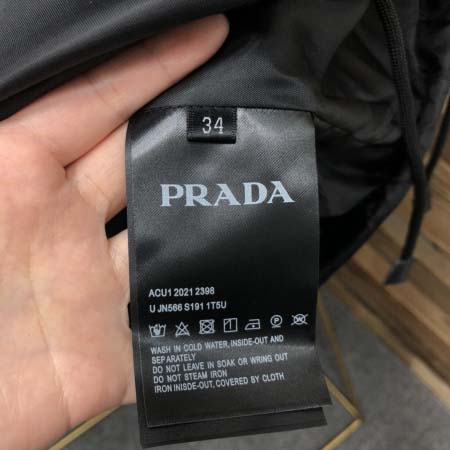 34
PRADA
ACU1 2021 2398
U JN566 S191 1T5U
WASH IN COLD WATER, INSIDE-OUT AND
SEPARATELY
DO NOT LEAVE IN SOAK OR WRING OUT
DO NOT STEAM IRON
IRON INISDE-OUT, COVERED BY CLOTH